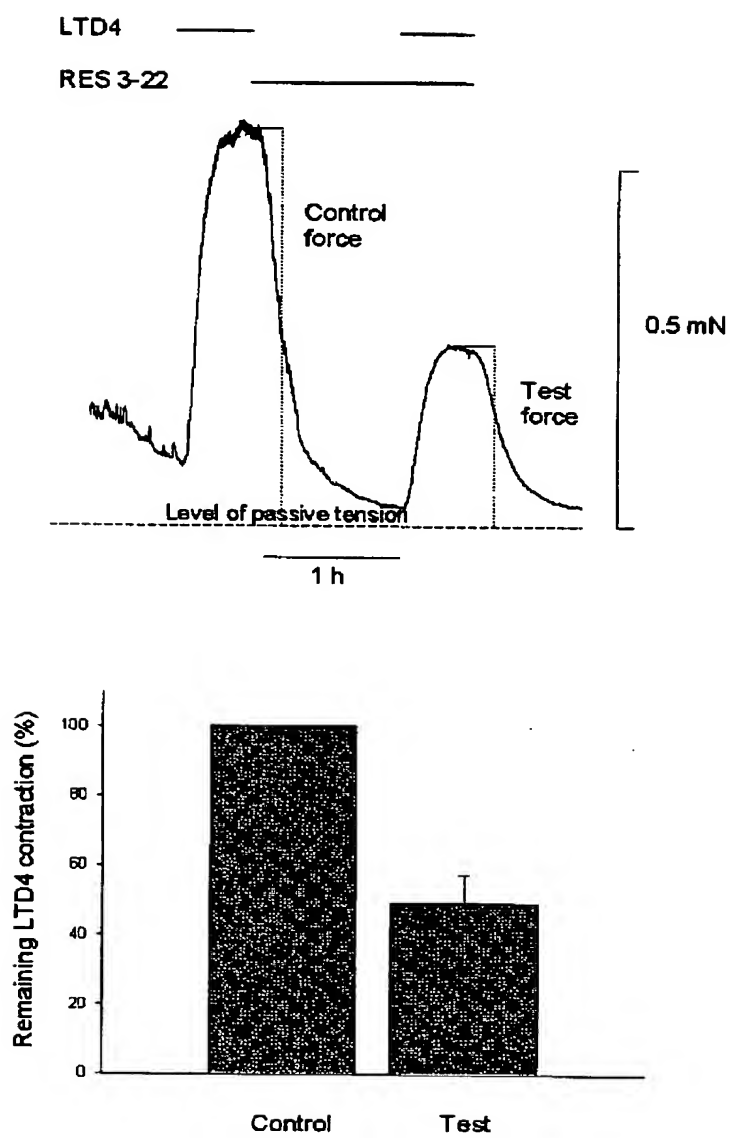 LTD4
RES 3-22
Control
force
0.5 mN
Test
force
Level of passive tension
1 h
Remaining LTD4 contraction (%)
100
80
60
40
20
0
Control
Test